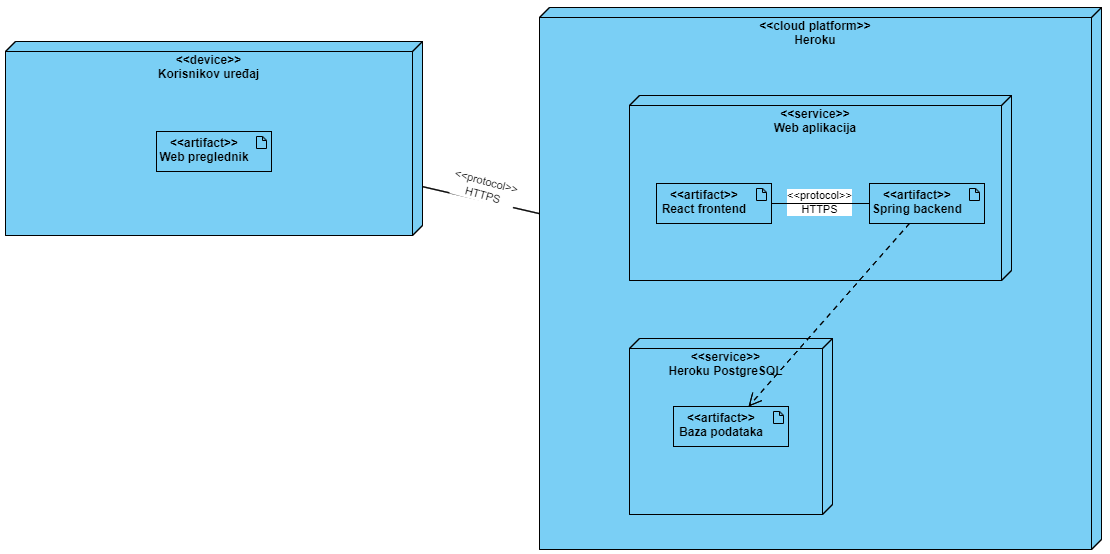 <<device>>
Korisnikov uređaj
<<artifact>>
Web preglednik
<<protocol>>
HTTPS
<<cloud platform>>
Heroku
<<service>>
Web aplikacija
<<artifact>>
React frontend
<<protocol>>
HTTPS
<<artifact>>
Spring backend
<<service>>
Heroku PostgreSQL
<<artifact>>
Baza podataka